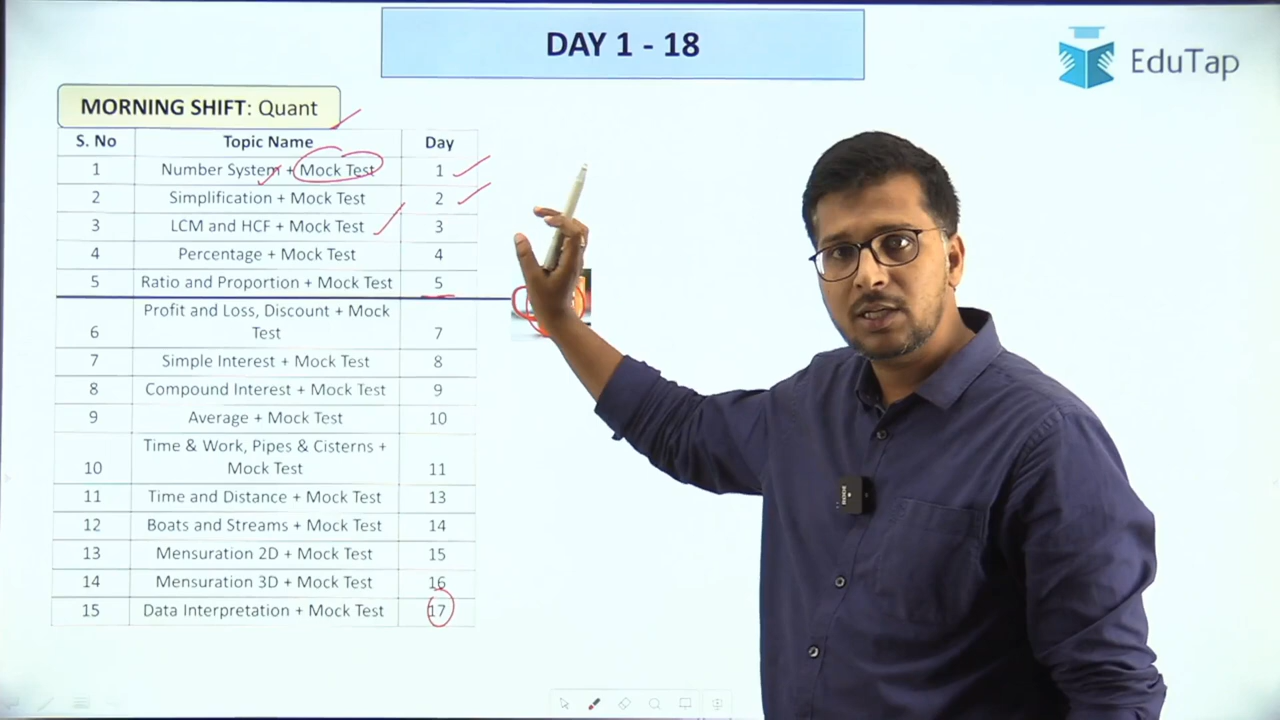 DAY 1 - 18
EduTap
MORNING SHIFT: Quant
S. No Topic Name Day
1 Number System + Mock Test 1
2 Simplification + Mock Test 2
3 LCM and HCF + Mock Test 3
4 Percentage + Mock Test 4
5 Ratio and Proportion + Mock Test 5
Profit and Loss, Discount + Mock
6 Test 7
7 Simple Interest + Mock Test 8
8 Compound Interest + Mock Test 9
9 Average + Mock Test 10
Time & Work, Pipes & Cisterns +
10 Mock Test 11
11 Time and Distance + Mock Test 13
12 Boats and Streams + Mock Test 14
13 Mensuration 2D + Mock Test 15
14 Mensuration 3D + Mock Test 16
15 Data Interpretation + Mock Test 17